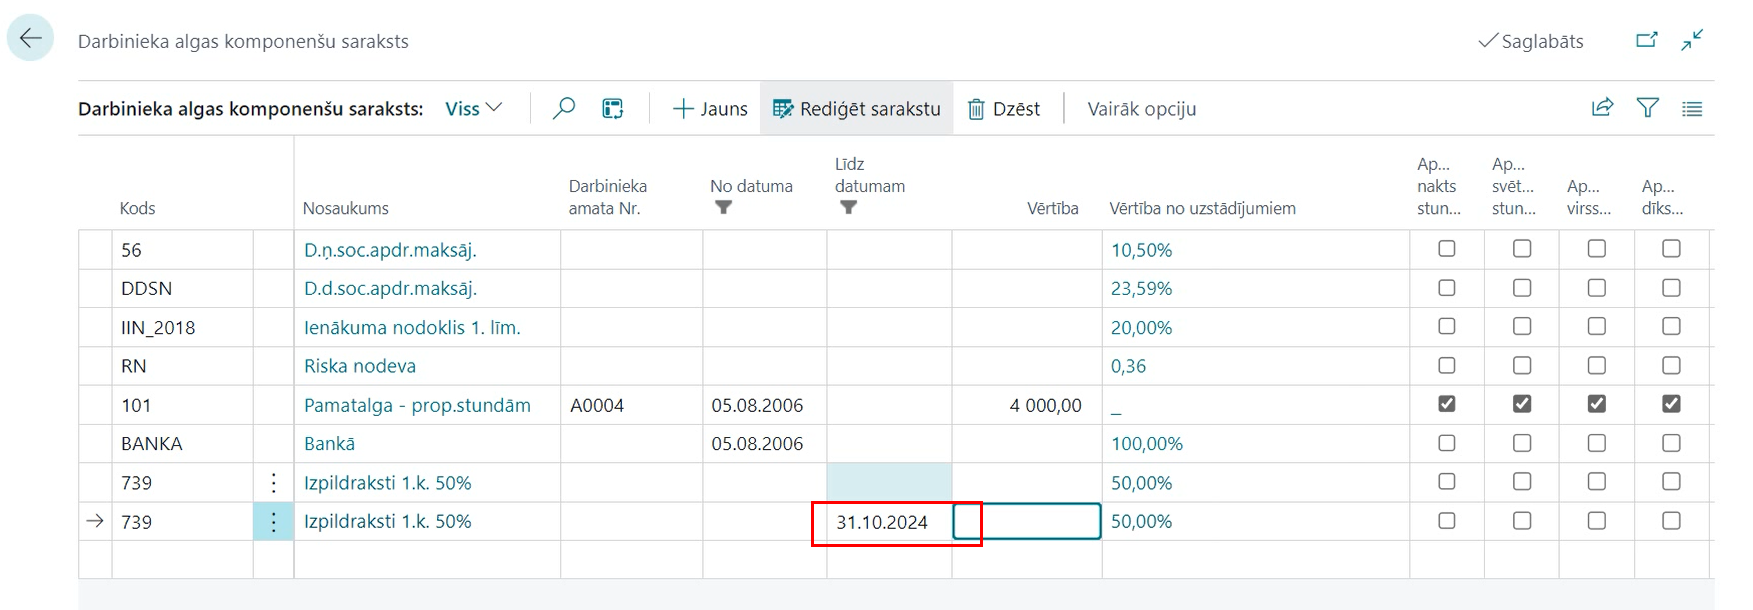 Darbinieka algas komponenšu saraksts
Saglabāts
Darbinieka algas komponenšu saraksts: Viss Jauns Rediģēt sarakstu Dzēst Vairāk opciju
Kods Nosaukums Darbinieka amata Nr. No datuma Līdz datumam Vērtība Vērtība no uzstādījumiem Ap... nakts stun... Ap... svēt... stun... Ap... virss... Ap... dīks...
56 D.ņ.soc.apdr.maksāj. 10,50%
DDSN D.d.soc.apdr.maksāj. 23,59%
IIN_2018 Ienākuma nodoklis 1. līm. 20,00%
RN Riska nodeva 0,36
101 Pamatalga - prop.stundām A0004 05.08.2006 4 000,00 _
BANKA Bankā 05.08.2006 100,00%
739 Izpildraksti 1.k. 50% 50,00%
739 Izpildraksti 1.k. 50% 31.10.2024 50,00%